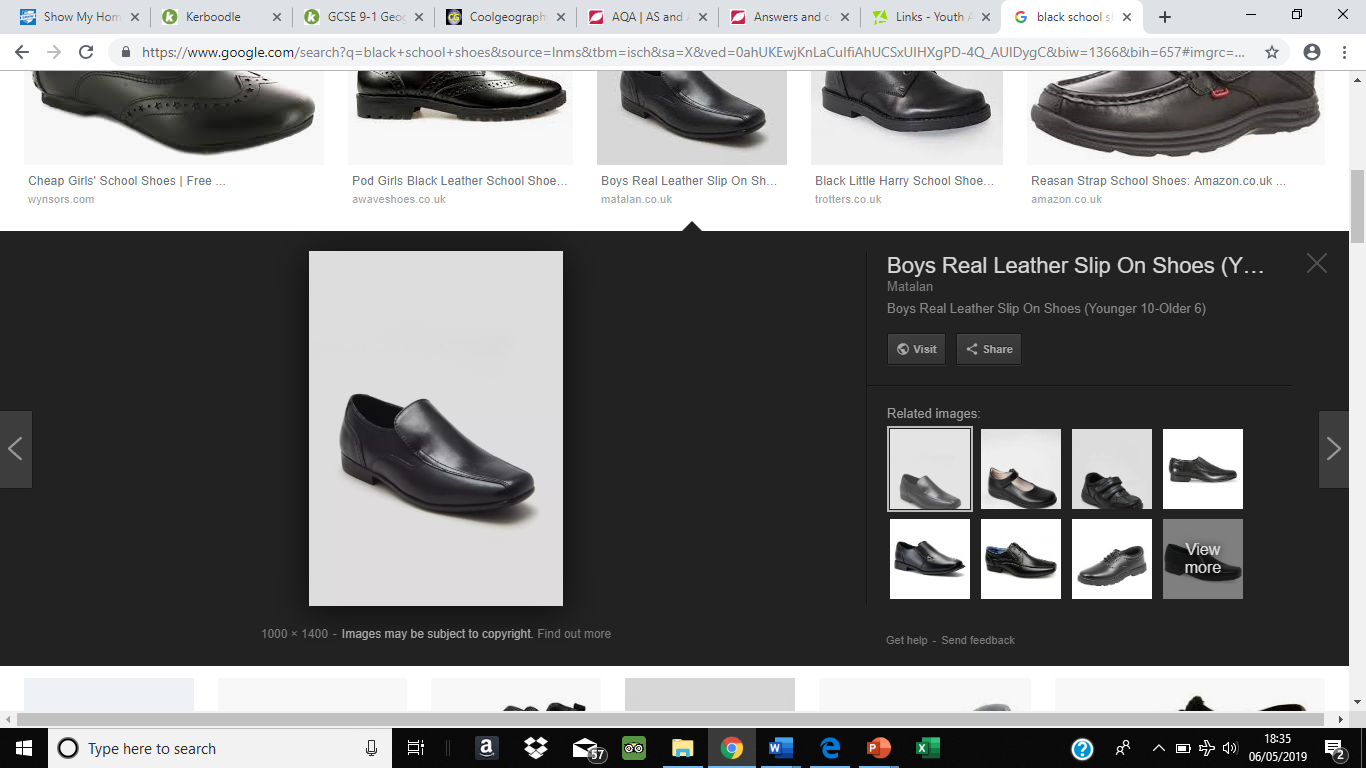 Show My Hom
Kerboodle
GCSE 9-1 Geog
Coolgeography
AQA | AS and A
Answers and co
Links - Youth A
black school sh
https://www.google.com/search?q=black+school+shoes&source=lnms&tbm=isch&sa=X&ved=0ahUKEwjKnLaCuIfiAhUCSxUIHXgPD-4Q_AUIDygC&biw=1366&bih=657#imgrc=...
Cheap Girls' School Shoes | Free ...
wynsors.com
Pod Girls Black Leather School Shoe...
awaveshoes.co.uk
Boys Real Leather Slip On Sh...
matalan.co.uk
Black Little Harry School Shoe...
trotters.co.uk
Reasan Strap School Shoes: Amazon.co.uk ...
amazon.co.uk
Boys Real Leather Slip On Shoes (Y...
Matalan
Boys Real Leather Slip On Shoes (Younger 10-Older 6)
Visit
Share
Related images:
View
more
1000 × 1400 - Images may be subject to copyright. Find out more
Get help - Send feedback
Type here to search
57
18:35
06/05/2019
2